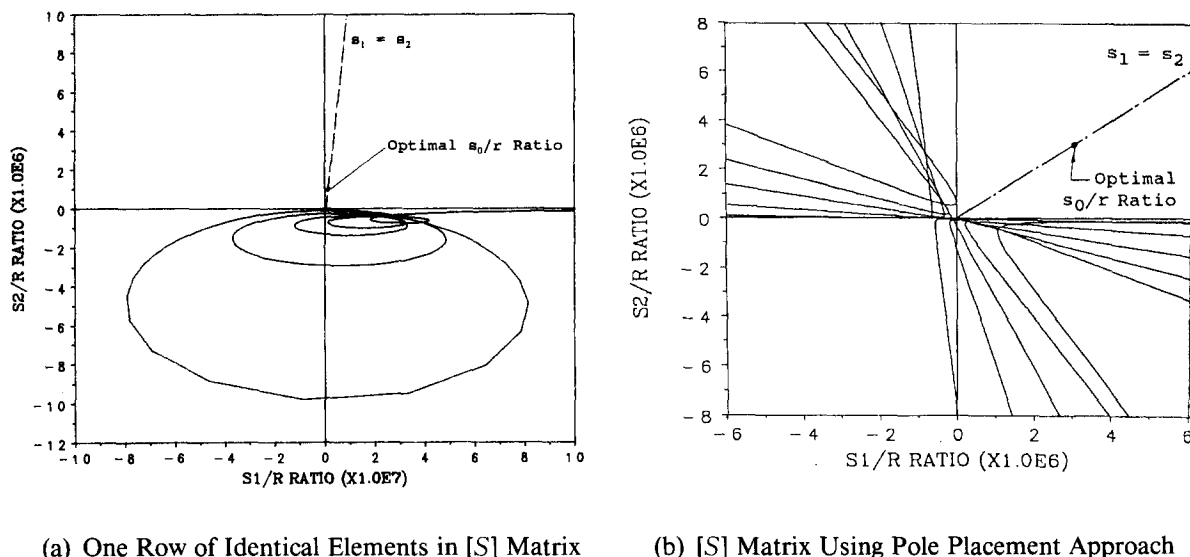 10
8
6
4
2
0
-2
-4
-6
-8
-10
-12
S2/R RATIO (X1.0E6)
s₁ = s₂
Optimal s₀/r Ratio
-10 -8 -6 -4 -2 0 2 4 6 8 10
S1/R RATIO (X1.0E7)
(a) One Row of Identical Elements in [S] Matrix
8
6
4
2
0
-2
-4
-6
-8
S2/R RATIO (X1.0E6)
s₁ = s₂
Optimal
s₀/r Ratio
-6 -4 -2 0 2 4 6
S1/R RATIO (X1.0E6)
(b) [S] Matrix Using Pole Placement Approach